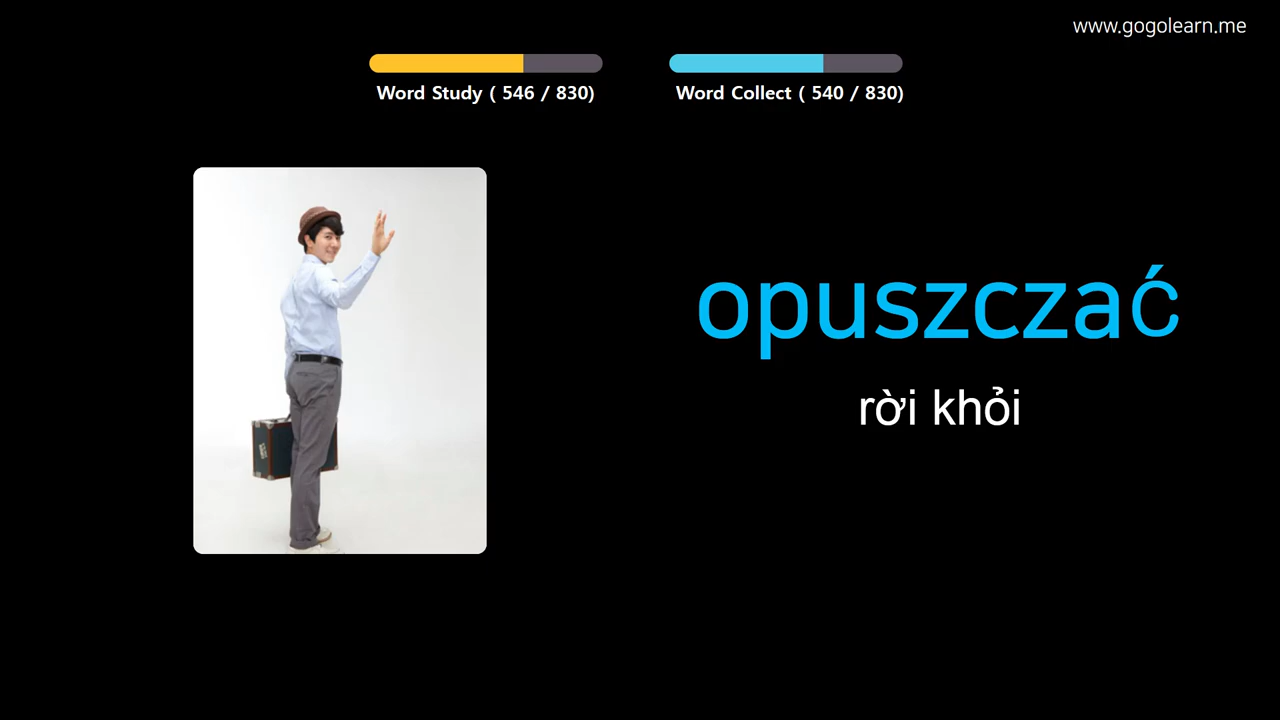 www.gogolearn.me
Word Study ( 546 / 830)
Word Collect ( 540 / 830)
opuszczać
rời khỏi